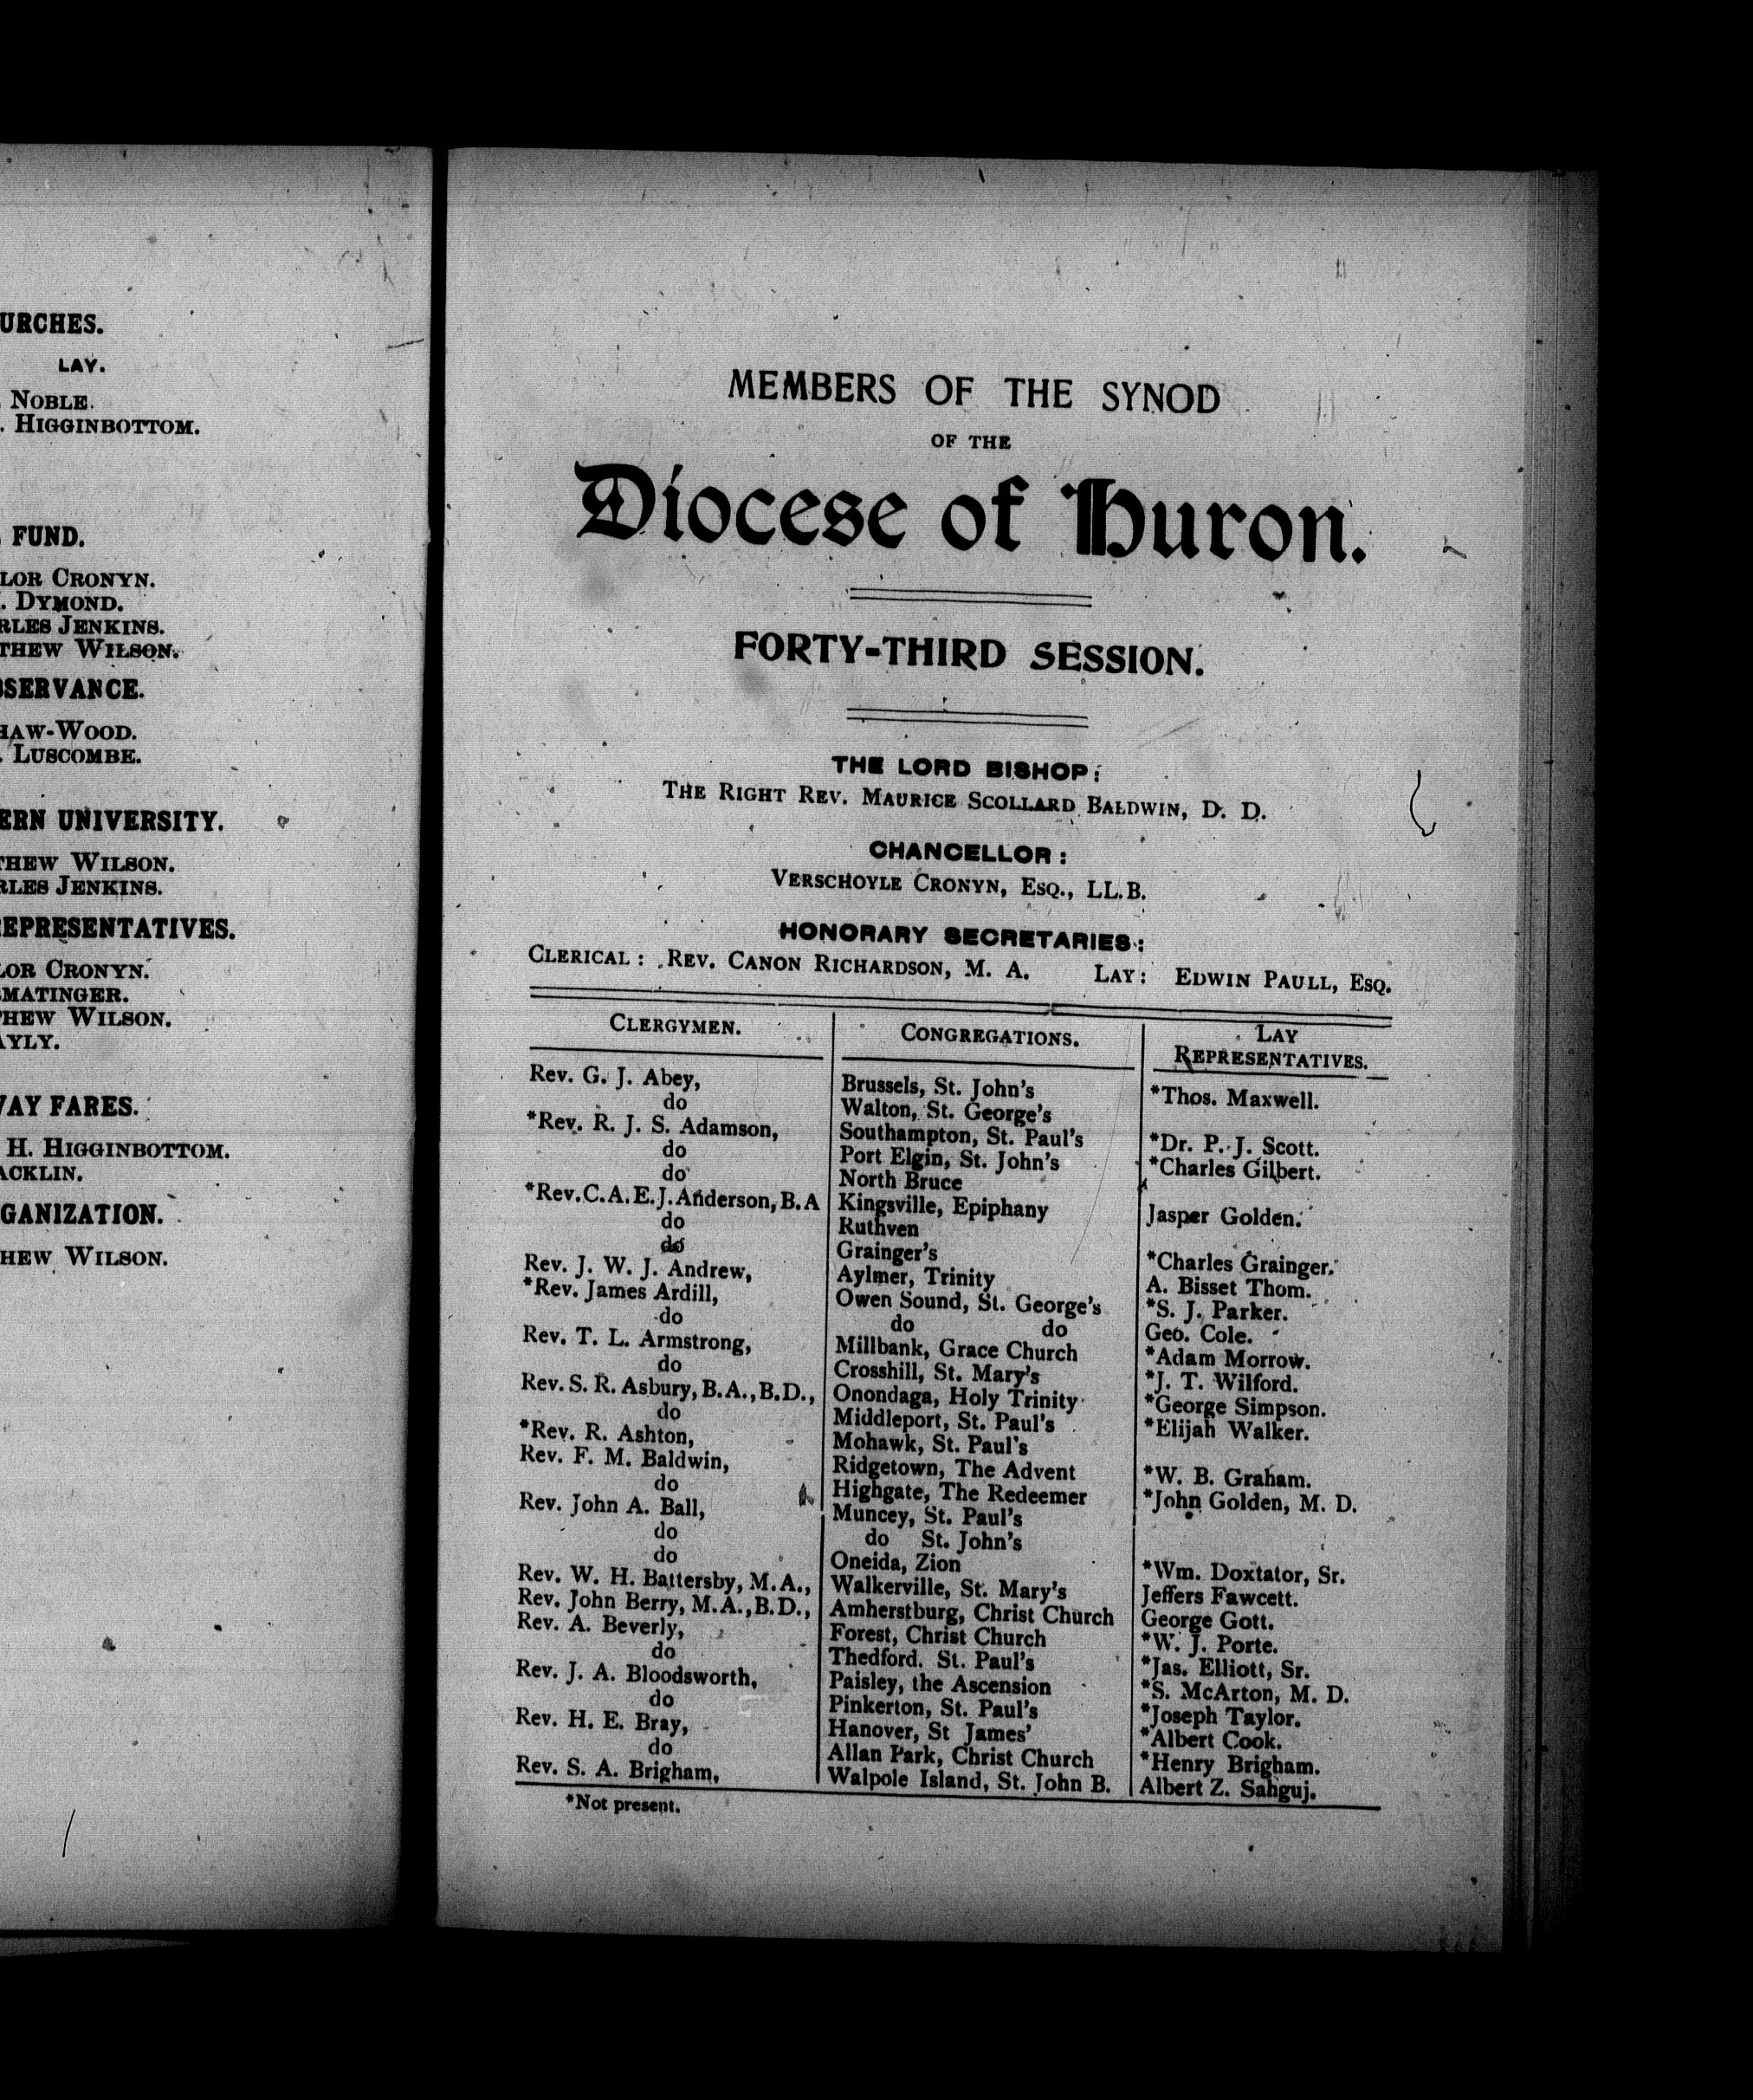 URCHES.
LAY.
NOBLE.
. HIGGINBOTTOM.
FUND.
LOR CRONYN.
. DYMOND.
RLES JENKINS.
THEW WILSON.
SERVANCE.
HAW-WOOD.
. LUSCOMBE.
ERN UNIVERSITY.
THEW WILSON.
RLES JENKINS.
REPRESENTATIVES.
LOR CRONYN.
MATINGER.
HEW WILSON.
AYLY.
WAY FARES.
H. HIGGINBOTTOM.
ACKLIN.
GANIZATION.
HEW WILSON.
MEMBERS OF THE SYNOD
OF THE
Diocese of Huron.
FORTY-THIRD SESSION.
THE LORD BISHOP:
THE RIGHT REV. MAURICE SCOLLARD BALDWIN, D. D.
CHANCELLOR:
VERSCHOYLE CRONYN, ESQ., LL.B.
HONORARY SECRETARIES:
CLERICAL: REV. CANON RICHARDSON, M. A. LAY: EDWIN PAULL, ESQ.
CLERGYMEN. CONGREGATIONS. LAY
REPRESENTATIVES.
Rev. G. J. Abey, Brussels, St. John's *Thos. Maxwell.
do Walton, St. George's
*Rev. R. J. S. Adamson, Southampton, St. Paul's *Dr. P. J. Scott.
do Port Elgin, St. John's *Charles Gilbert.
do North Bruce
*Rev. C. A. E. J. Anderson, B. A Kingsville, Epiphany Jasper Golden.
do Ruthven
do Grainger's *Charles Grainger.
Rev. J. W. J. Andrew, Aylmer, Trinity A. Bisset Thom.
*Rev. James Ardill, Owen Sound, St. George's *S. J. Parker.
do do do Geo. Cole.
Rev. T. L. Armstrong, Millbank, Grace Church *Adam Morrow.
do Crosshill, St. Mary's *J. T. Wilford.
Rev. S. R. Asbury, B.A., B.D., Onondaga, Holy Trinity *George Simpson.
do Middleport, St. Paul's *Elijah Walker.
*Rev. R. Ashton, Mohawk, St. Paul's
Rev. F. M. Baldwin, Ridgetown, The Advent *W. B. Graham.
do Highgate, The Redeemer *John Golden, M. D.
Rev. John A. Ball, Muncey, St. Paul's
do do St. John's
do Oneida, Zion *Wm. Doxtator, Sr.
Rev. W. H. Battersby, M.A., Walkerville, St. Mary's Jeffers Fawcett.
Rev. John Berry, M.A., B.D., Amherstburg, Christ Church George Gott.
Rev. A. Beverly, Forest, Christ Church *W. J. Porte.
do Thedford. St. Paul's *Jas. Elliott, Sr.
Rev. J. A. Bloodsworth, Paisley, the Ascension *S. McArton, M. D.
do Pinkerton, St. Paul's *Joseph Taylor.
Rev. H. E. Bray, Hanover, St James' *Albert Cook.
do Allan Park, Christ Church *Henry Brigham.
Rev. S. A. Brigham, Walpole Island, St. John B. Albert Z. Sahguj.
*Not present.